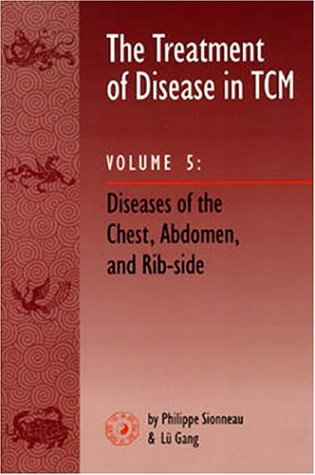 The Treatment
of Disease in TCM
VOLUME 5:
Diseases of the
Chest, Abdomen,
and Rib-side
by Philippe Sionneau
& Lü Gang